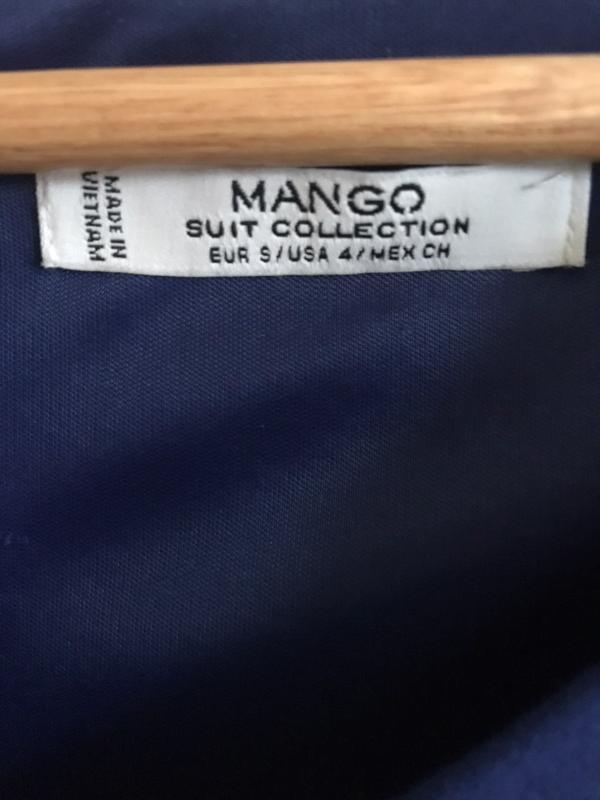 MANGO
SUIT COLLECTION
EUR S/USA 4/MEX CH
MADE IN
VIETNAM